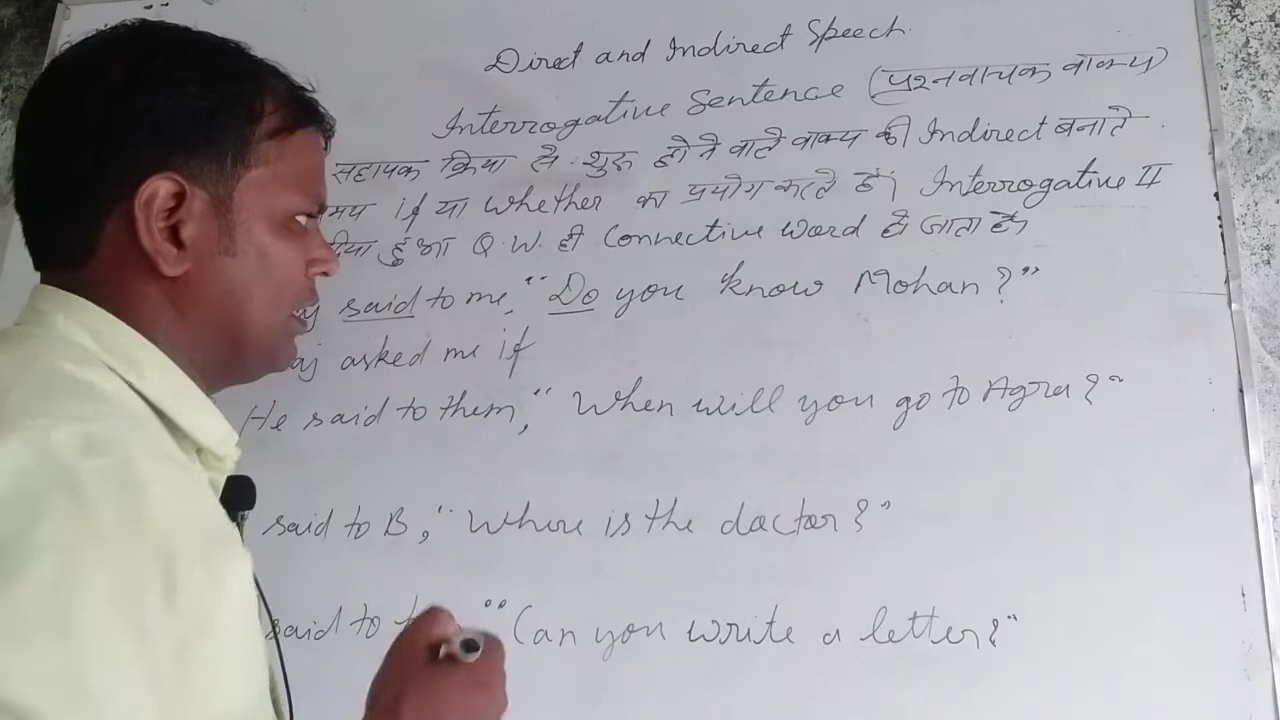 Direct and Indirect Speech.
Interrogative Sentence (प्रश्नवाचक वाक्य)
सहायक क्रिया से शुरू होने वाले वाक्य की Indirect बनाते
if या whether का प्रयोग करते हैं। Interrogative II
हुआ Q.W. ही Connective word हो जाता है।
said to me, "Do you know Mohan?"
asked me if
He said to them, "When will you go to Agra?"
said to B, "Where is the doctor?"
said to "Can you write a letter?"